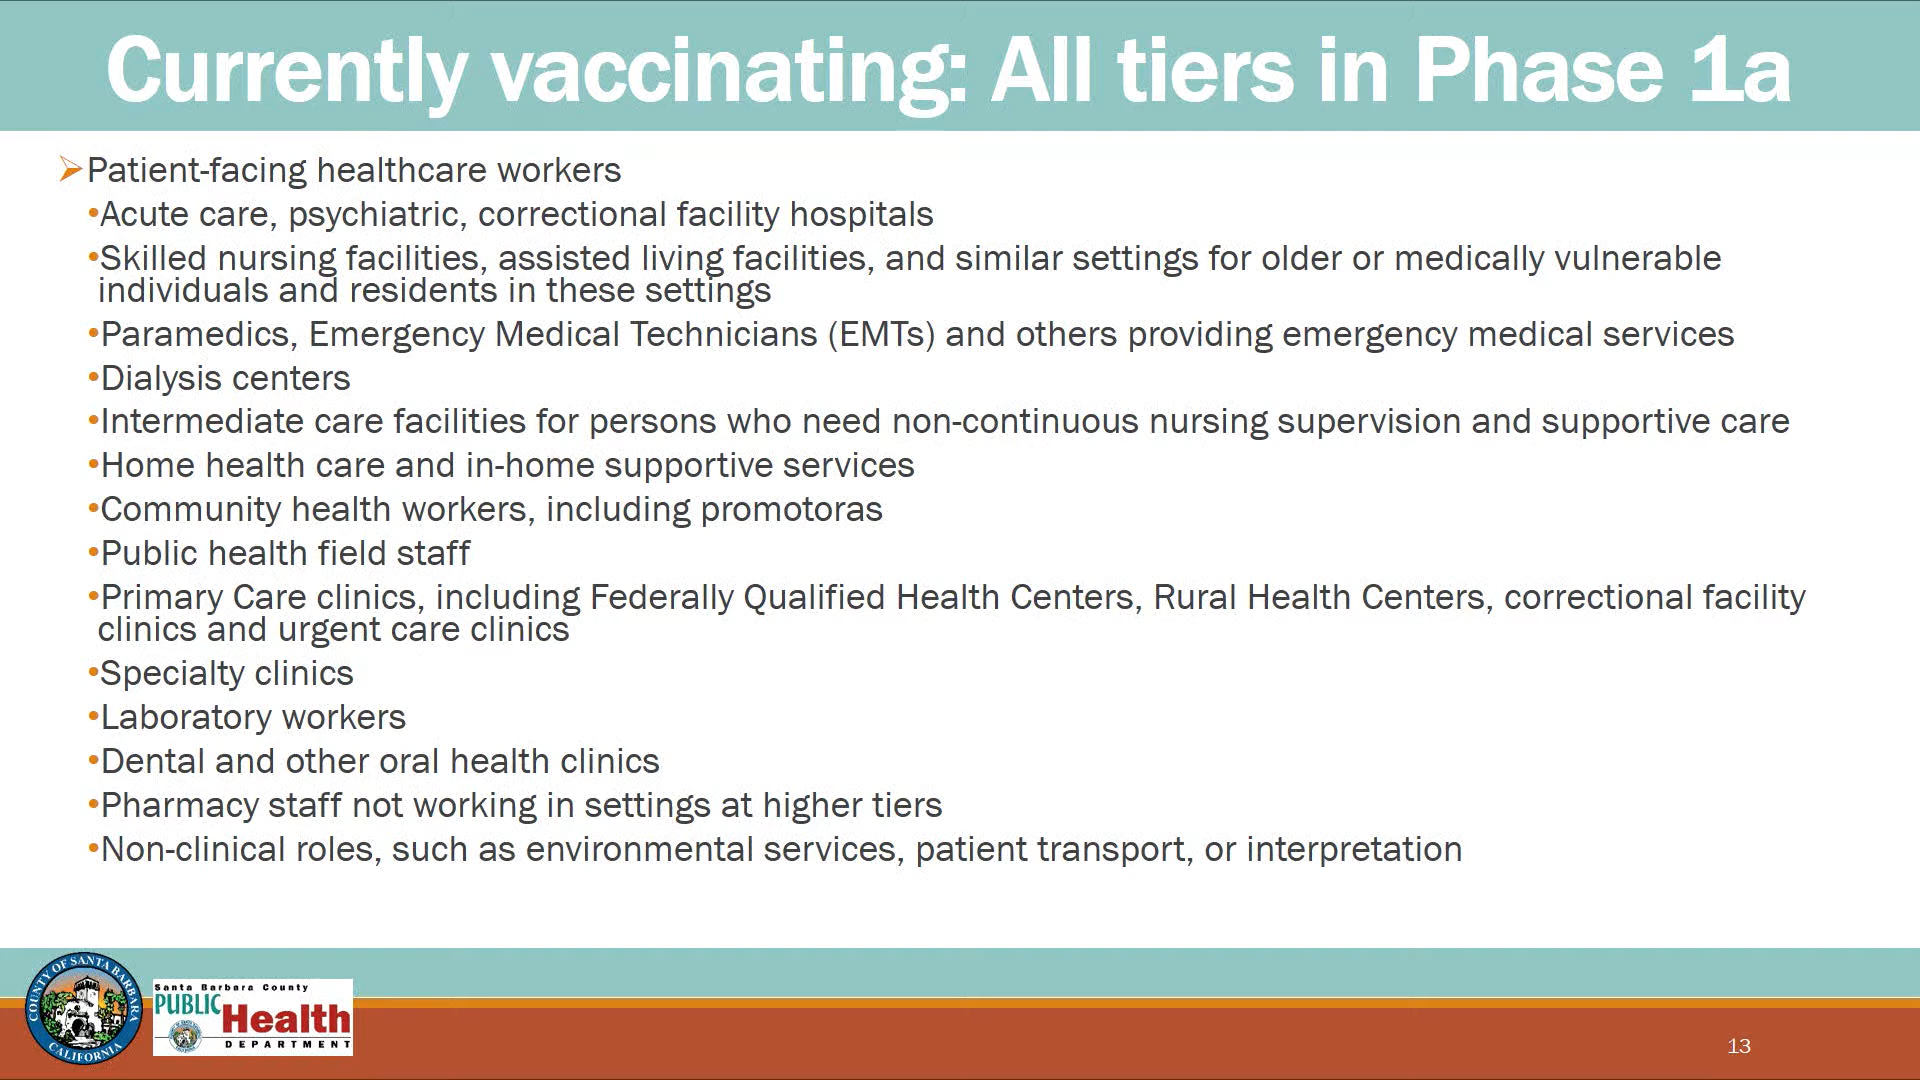 Currently vaccinating: All tiers in Phase 1a
➢Patient-facing healthcare workers
•Acute care, psychiatric, correctional facility hospitals
•Skilled nursing facilities, assisted living facilities, and similar settings for older or medically vulnerable
individuals and residents in these settings
•Paramedics, Emergency Medical Technicians (EMTs) and others providing emergency medical services
•Dialysis centers
•Intermediate care facilities for persons who need non-continuous nursing supervision and supportive care
•Home health care and in-home supportive services
•Community health workers, including promotoras
•Public health field staff
•Primary Care clinics, including Federally Qualified Health Centers, Rural Health Centers, correctional facility
clinics and urgent care clinics
•Specialty clinics
•Laboratory workers
•Dental and other oral health clinics
•Pharmacy staff not working in settings at higher tiers
•Non-clinical roles, such as environmental services, patient transport, or interpretation
COUNTY OF SANTA BARBARA
CALIFORNIA
Santa Barbara County
PUBLIC
Health
DEPARTMENT
13